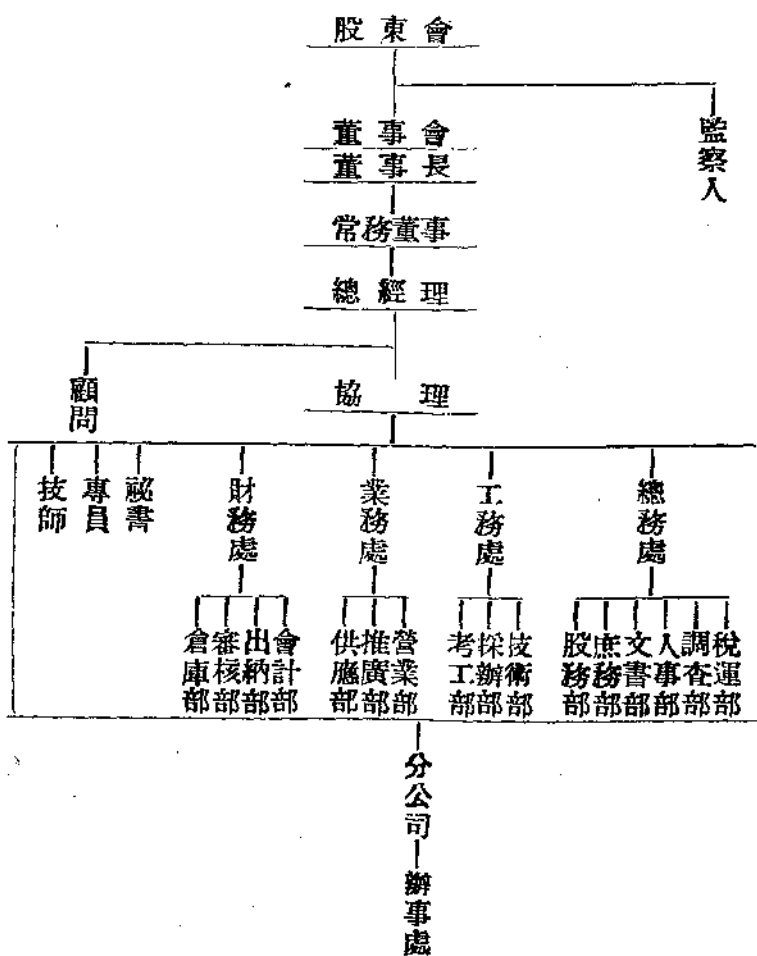 股東會
監察人
董事會
董事長
常務董事
總經理
顧問
協理
總務處
工務處
業務處
財務處
祕書
專員
技師
稅運部
調查部
人事部
文書部
庶務部
股務部
技術部
採辦部
考工部
營業部
推廣部
供應部
會計部
出納部
審核部
倉庫部
分公司
辦事處